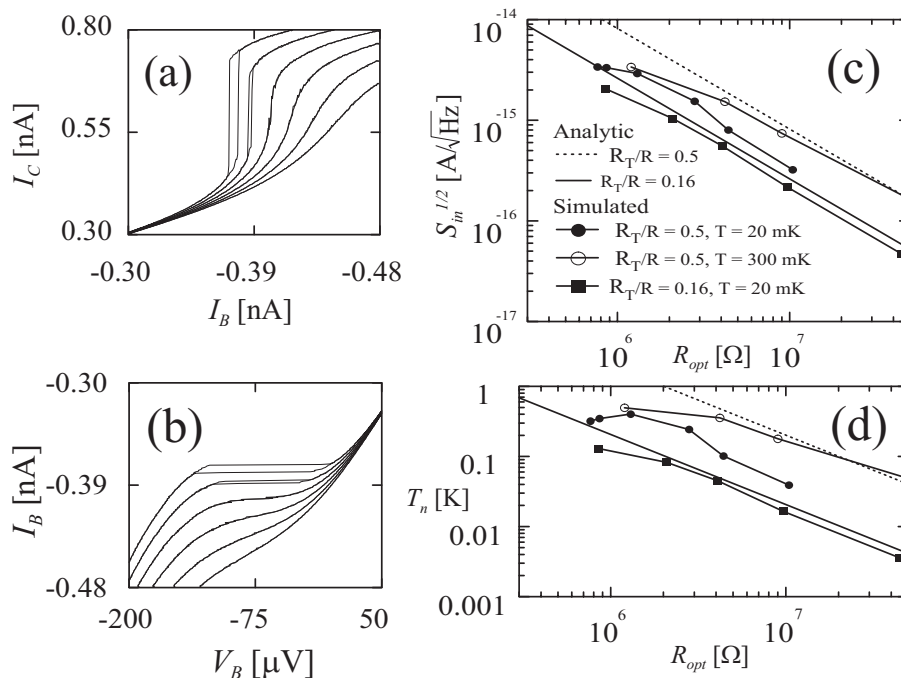 (a)
0.80
0.55
0.30
I_C [nA]
-0.30 -0.39 -0.48
I_B [nA]
(b)
-0.30
-0.39
-0.48
I_B [nA]
-200 -75 50
V_B [µV]
(c)
10^-14
10^-15
10^-16
10^-17
S_in^1/2 [A/√Hz]
Analytic
R_T/R = 0.5
R_T/R = 0.16
Simulated
R_T/R = 0.5, T = 20 mK
R_T/R = 0.5, T = 300 mK
R_T/R = 0.16, T = 20 mK
10^6 10^7
R_opt [Ω]
(d)
1
0.1
0.01
0.001
T_n [K]
10^6 10^7
R_opt [Ω]